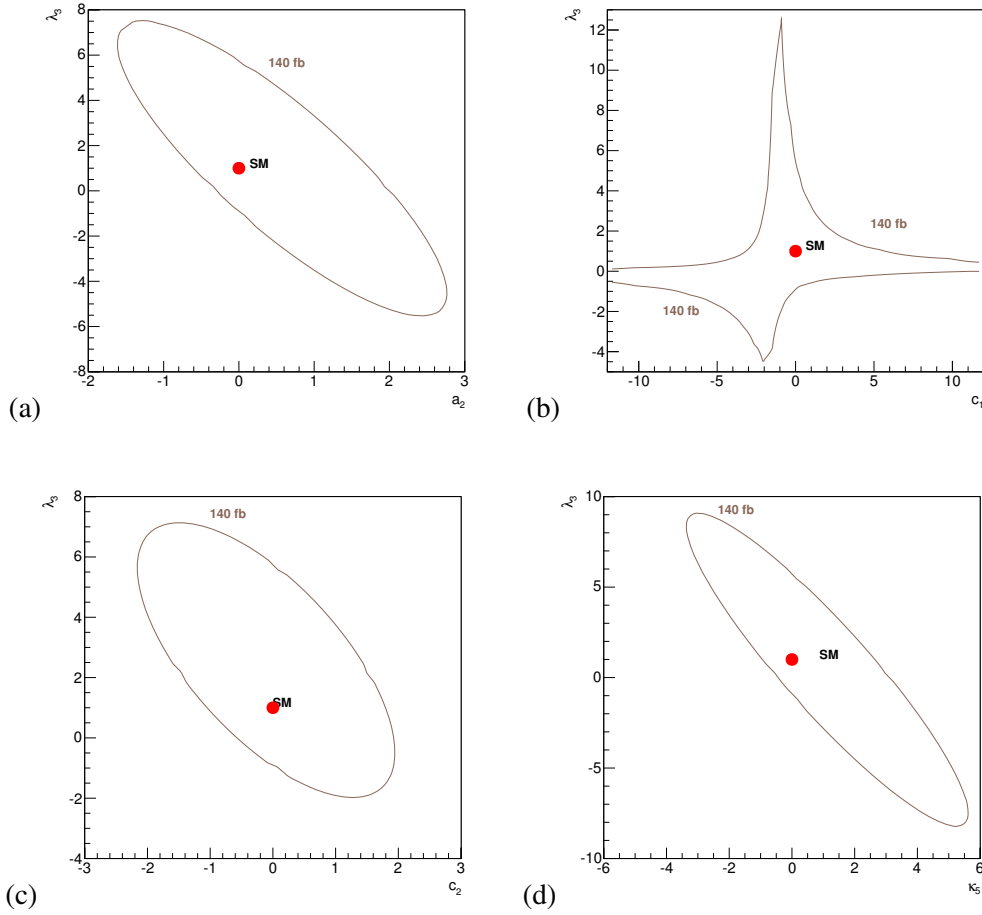 λ₃
8
6
4
2
0
-2
-4
-6
-8
-2 -1 0 1 2 3
a₂
140 fb
SM
(a)
λ₃
12
10
8
6
4
2
0
-2
-4
-10 -5 0 5 10
c₁
140 fb
SM
140 fb
(b)
λ₃
8
6
4
2
0
-2
-4
-3 -2 -1 0 1 2 3
c₂
140 fb
SM
(c)
λ₃
10
5
0
-5
-10
-6 -4 -2 0 2 4 6
κ₅
140 fb
SM
(d)